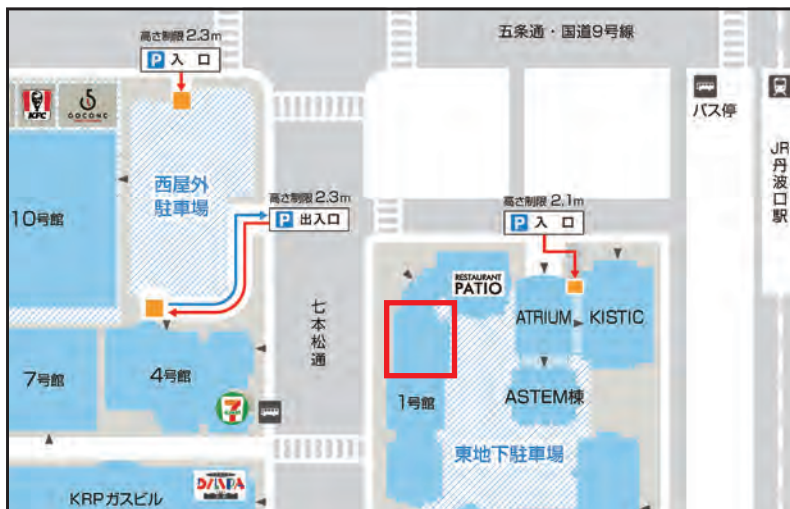 高さ制限2.3m
P 入 口
五条通・国道9号線
KFC
GOCONC
バス停
JR丹波口駅
西屋外
駐車場
10号館
高さ制限2.3m
P 出入口
高さ制限2.1m
P 入 口
RESTAURANT
PATIO
七本松通
ATRIUM
KISTIC
7号館
4号館
1号館
ASTEM棟
7
東地下駐車場
KRPガスビル